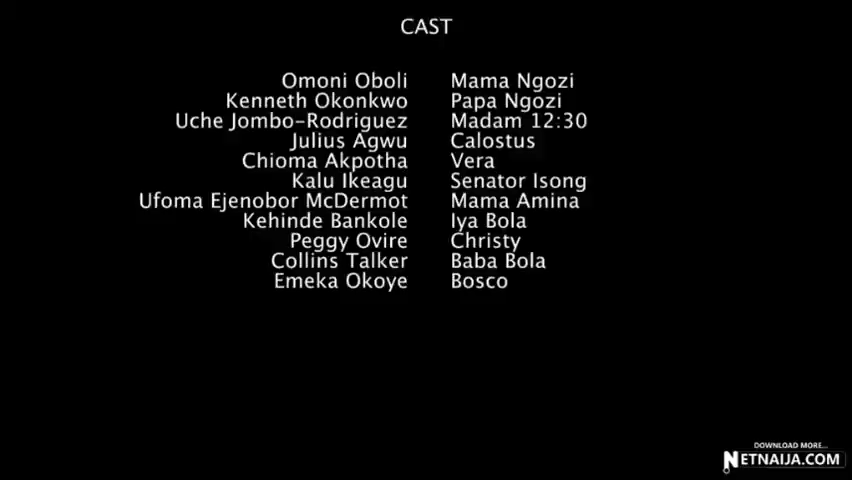 CAST
Omoni Oboli Mama Ngozi
Kenneth Okonkwo Papa Ngozi
Uche Jombo-Rodriguez Madam 12:30
Julius Agwu Calostus
Chioma Akpotha Vera
Kalu Ikeagu Senator Isong
Ufoma Ejenobor McDermot Mama Amina
Kehinde Bankole Iya Bola
Peggy Ovire Christy
Collins Talker Baba Bola
Emeka Okoye Bosco
DOWNLOAD MORE...
NETNAIJA.COM